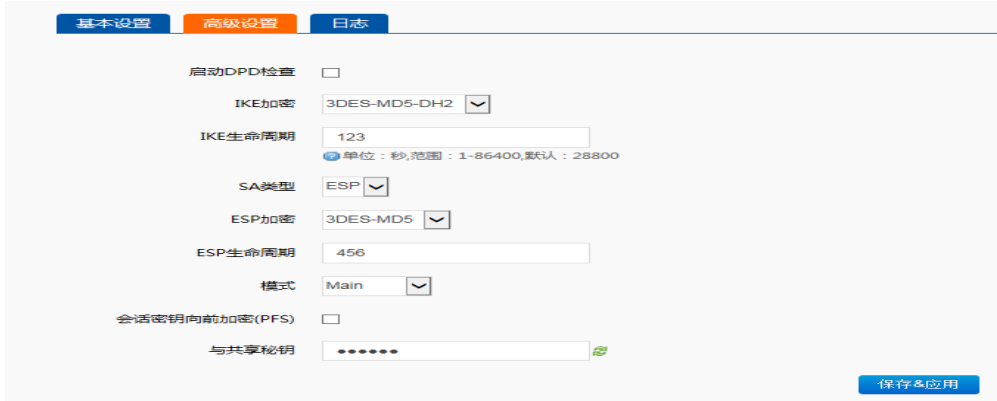 基本设置 高级设置 日志
启动DPD检查
IKE加密 3DES-MD5-DH2
IKE生命周期 123
单位：秒,范围：1-86400,默认：28800
SA类型 ESP
ESP加密 3DES-MD5
ESP生命周期 456
模式 Main
会话密钥向前加密(PFS)
与共享秘钥 ••••••
保存&应用